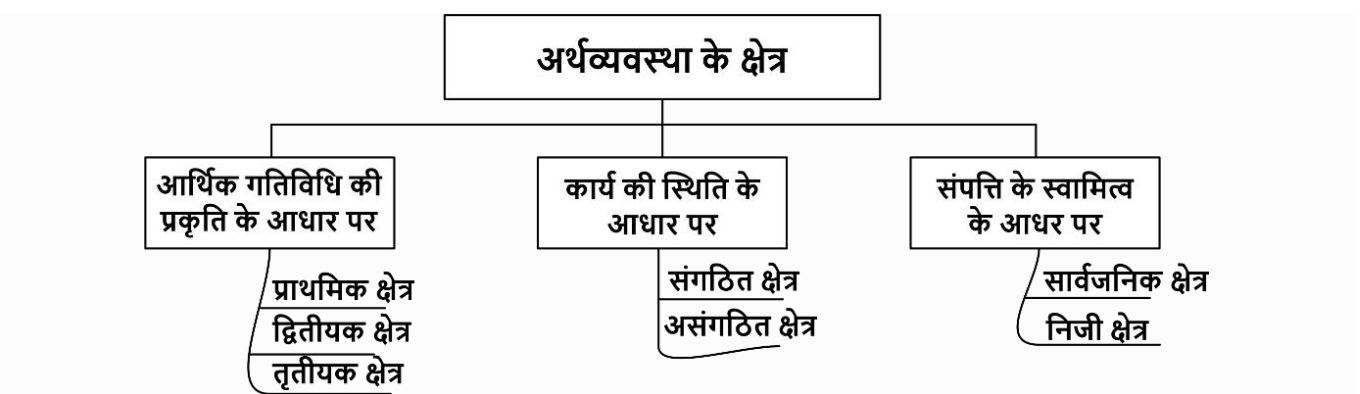 अर्थव्यवस्था के क्षेत्र
आर्थिक गतिविधि की
प्रकृति के आधार पर
प्राथमिक क्षेत्र
द्वितीयक क्षेत्र
तृतीयक क्षेत्र
कार्य की स्थिति के
आधार पर
संगठित क्षेत्र
असंगठित क्षेत्र
संपत्ति के स्वामित्व
के आधर पर
सार्वजनिक क्षेत्र
निजी क्षेत्र